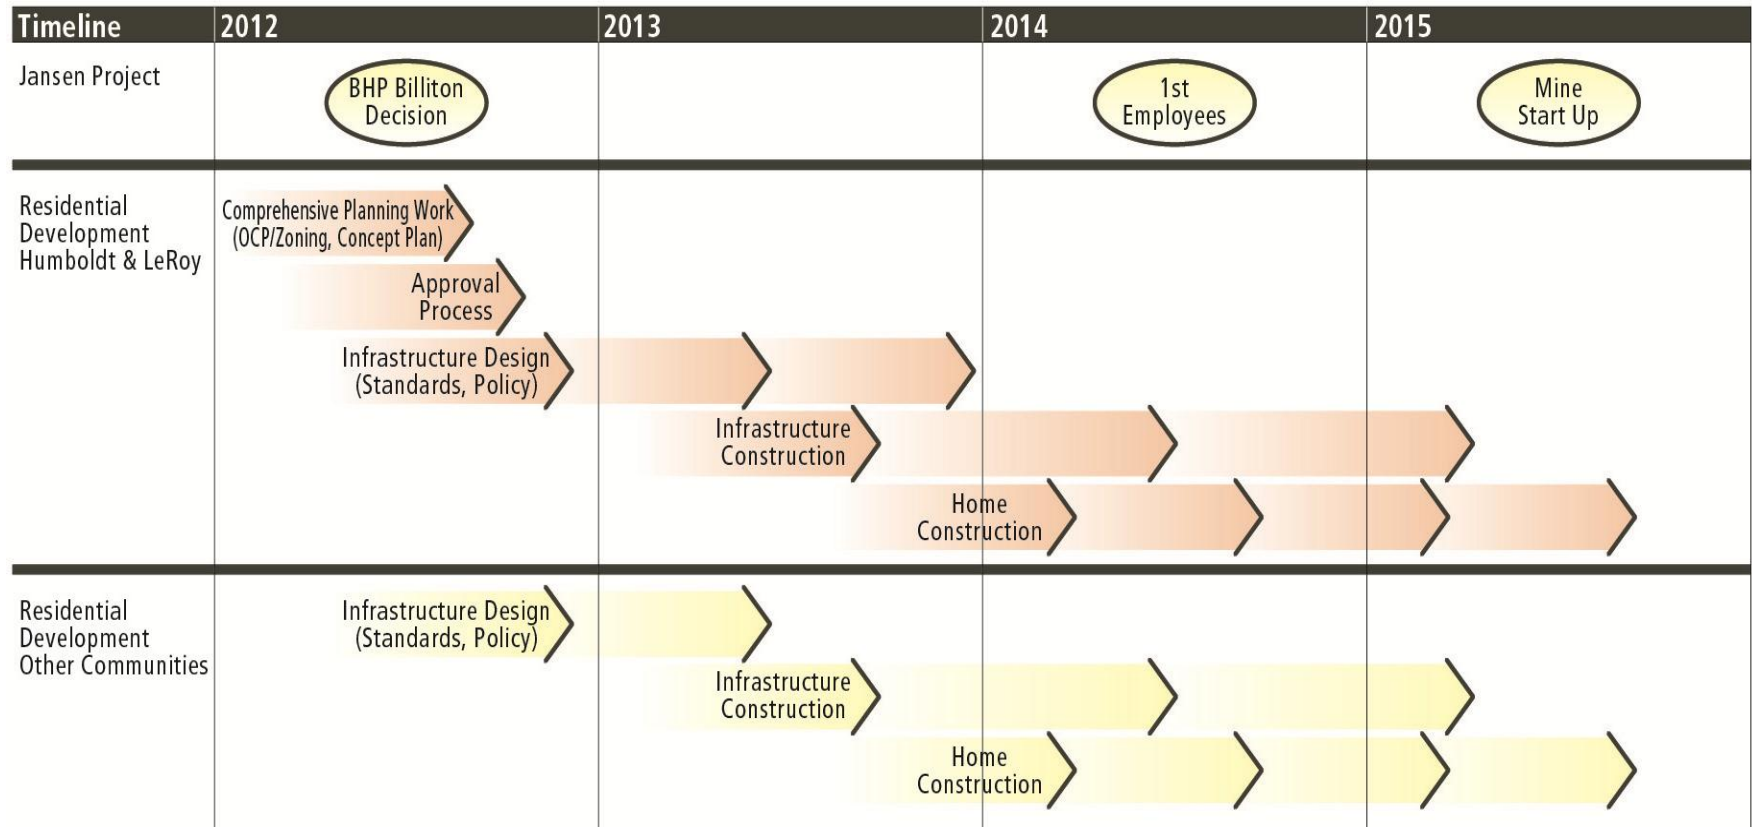 Timeline 2012 2013 2014 2015
Jansen Project
BHP Billiton
Decision
1st
Employees
Mine
Start Up
Residential
Development
Humboldt & LeRoy
Comprehensive Planning Work
(OCP/Zoning, Concept Plan)
Approval
Process
Infrastructure Design
(Standards, Policy)
Infrastructure
Construction
Home
Construction
Residential
Development
Other Communities
Infrastructure Design
(Standards, Policy)
Infrastructure
Construction
Home
Construction